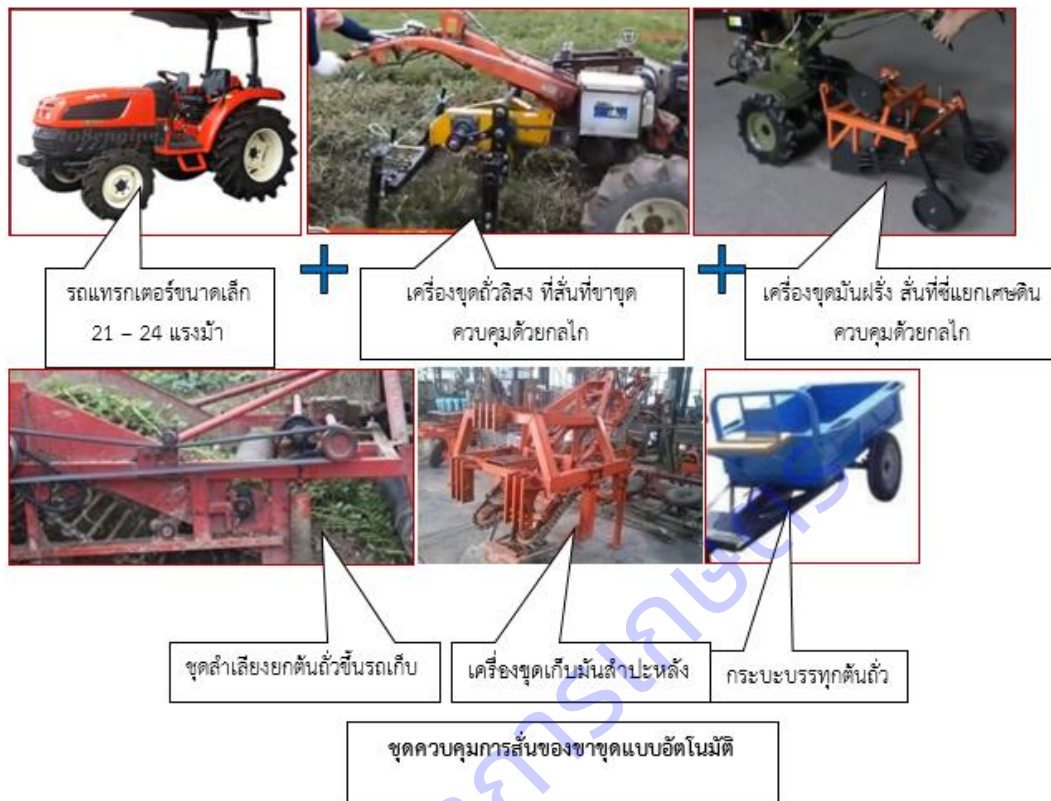 รถแทรกเตอร์ขนาดเล็ก
21 – 24 แรงม้า
เครื่องขุดถั่วลิสง ที่สั่นที่ขาขุด
ควบคุมด้วยกลไก
เครื่องขุดมันฝรั่ง สั่นที่ซี่แยกเศษดิน
ควบคุมด้วยกลไก
ชุดลำเลียงยกต้นถั่วขึ้นรถเก็บ
เครื่องขุดเก็บมันสำปะหลัง
กระบะบรรทุกต้นถั่ว
ชุดควบคุมการสั่นของขาขุดแบบอัตโนมัติ